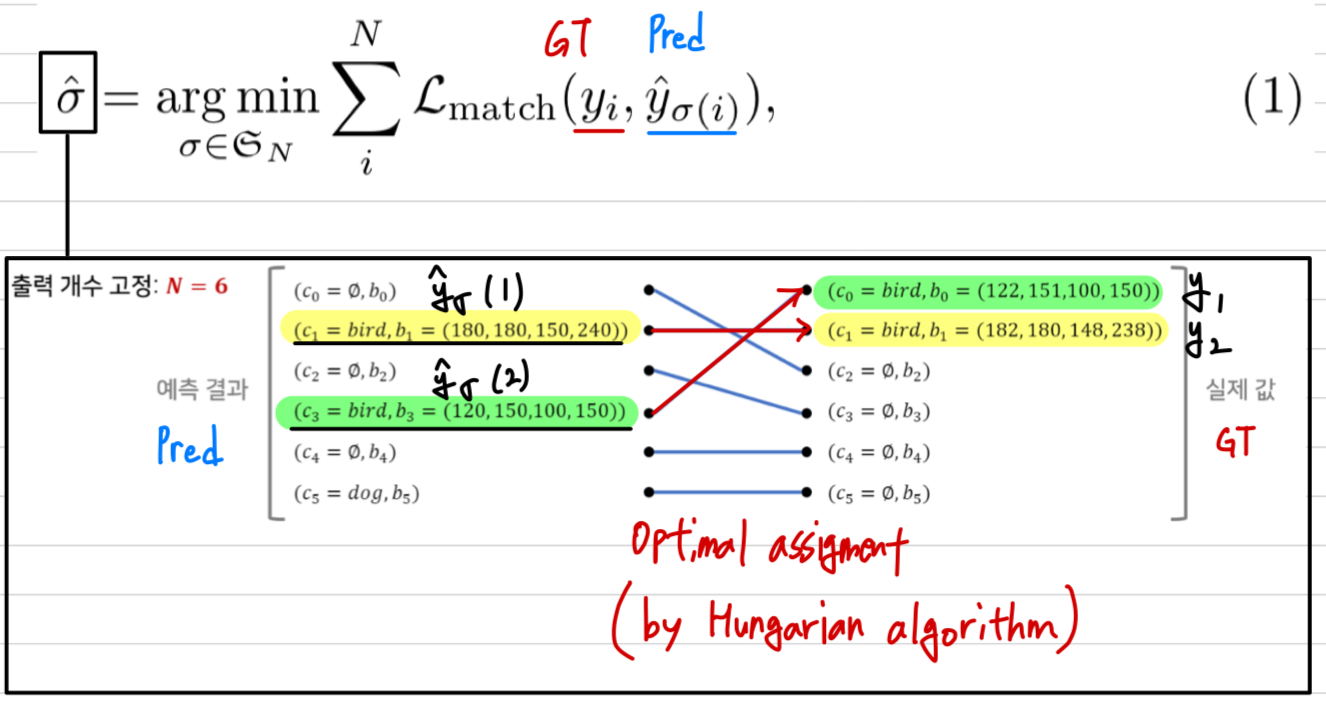 GT Pred
σ̂ = arg min_{σ∈𝔖_N} ∑_i^N 𝓛_match(y_i, ŷ_σ(i)), (1)
출력 개수 고정: N = 6
(c₀ = ∅, b₀) ŷ_σ (1)
(c₁ = bird, b₁ = (180, 180, 150, 240))
(c₂ = ∅, b₂) ŷ_σ (2)
(c₃ = bird, b₃ = (120, 150, 100, 150))
(c₄ = ∅, b₄)
(c₅ = dog, b₅)
예측 결과
Pred
(c₀ = bird, b₀ = (122, 151, 100, 150)) y₁
(c₁ = bird, b₁ = (182, 180, 148, 238)) y₂
(c₂ = ∅, b₂)
(c₃ = ∅, b₃)
(c₄ = ∅, b₄)
(c₅ = ∅, b₅)
실제 값
GT
Optimal assigment
(by Hungarian algorithm)